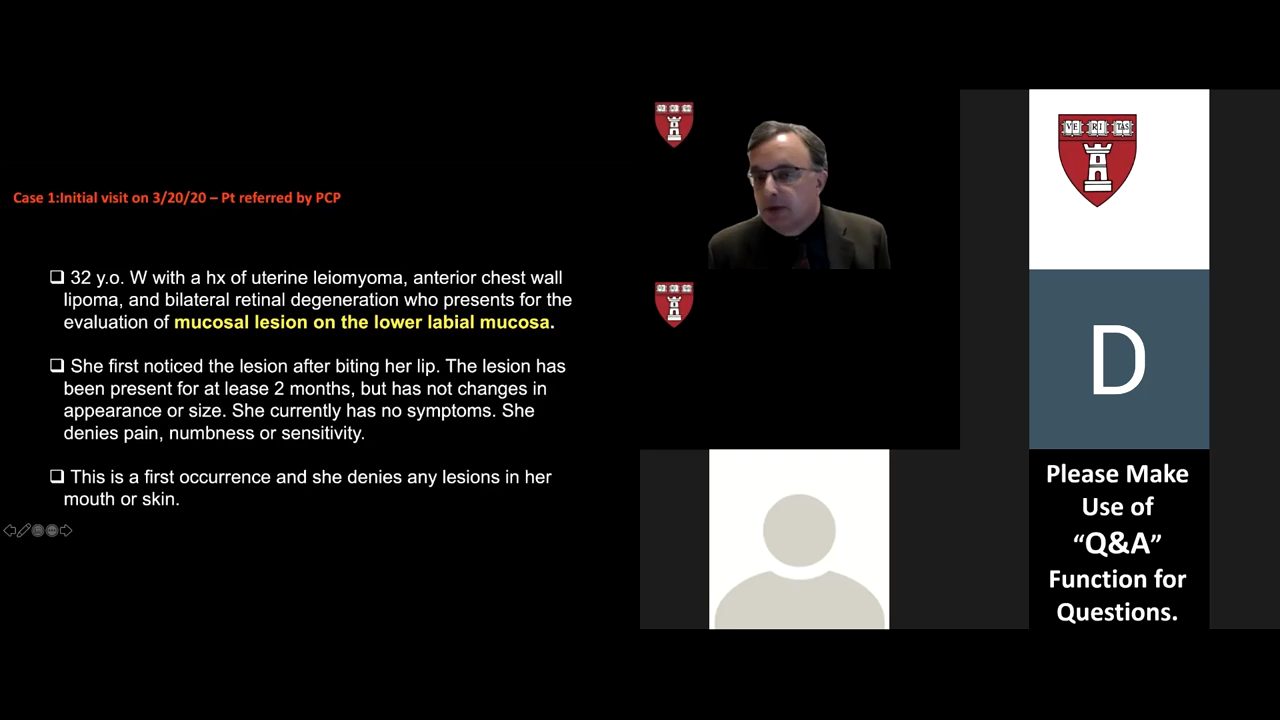 Case 1:Initial visit on 3/20/20 – Pt referred by PCP
32 y.o. W with a hx of uterine leiomyoma, anterior chest wall
lipoma, and bilateral retinal degeneration who presents for the
evaluation of mucosal lesion on the lower labial mucosa.
She first noticed the lesion after biting her lip. The lesion has
been present for at lease 2 months, but has not changes in
appearance or size. She currently has no symptoms. She
denies pain, numbness or sensitivity.
This is a first occurrence and she denies any lesions in her
mouth or skin.
VE RI TAS
D
Please Make
Use of
“Q&A”
Function for
Questions.